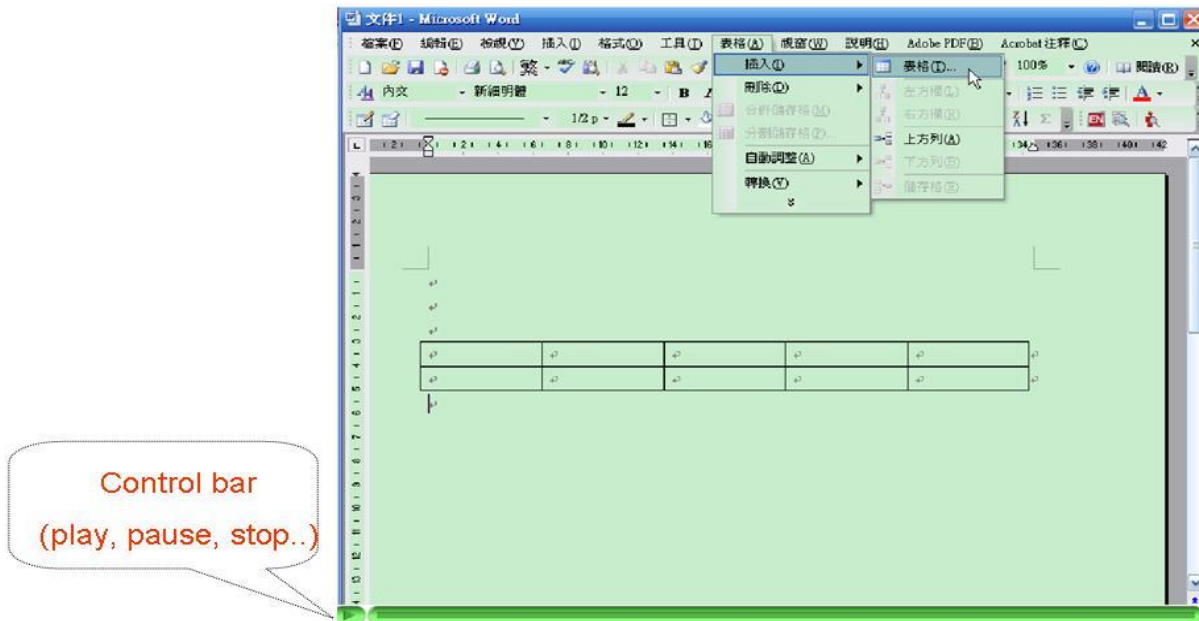 文件1 - Microsoft Word
檔案(F) 編輯(E) 檢視(V) 插入(I) 格式(O) 工具(T) 表格(A) 視窗(W) 說明(H) Adobe PDF(B) Acrobat 註釋(C)
繁 100% 閱讀(R)
內文 新細明體 12 B
1/2 p
插入(I)
刪除(D)
合併儲存格(M)
分割儲存格(P)...
自動調整(A)
轉換(V)
表格(T)...
左方欄(L)
右方欄(R)
上方列(A)
下方列(B)
儲存格(E)
Control bar
(play, pause, stop..)